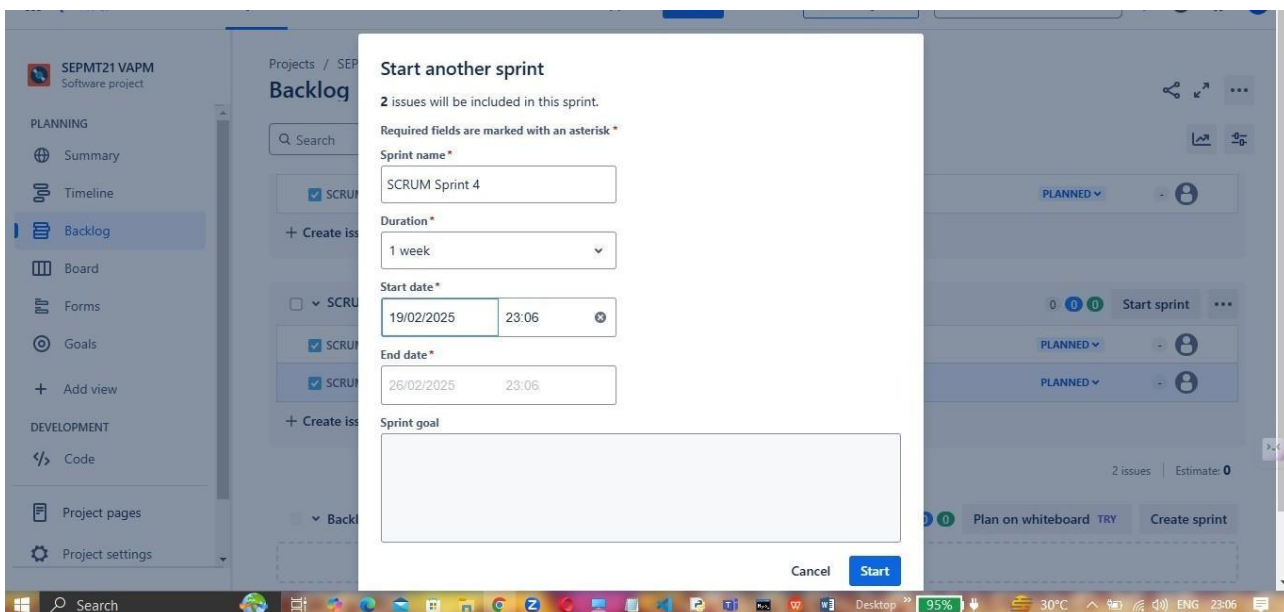 SEPMT21 VAPM
Software project
PLANNING
Summary
Timeline
Backlog
Board
Forms
Goals
Add view
DEVELOPMENT
Code
Project pages
Project settings
Projects / SEP
Backlog
Search
SCRUM
PLANNED -
+ Create iss
SCRU
0 0 0 Start sprint
SCRUM
PLANNED -
SCRUM
PLANNED -
+ Create iss
2 issues Estimate: 0
Backl
0 0 Plan on whiteboard TRY Create sprint
Start another sprint
2 issues will be included in this sprint.
Required fields are marked with an asterisk *
Sprint name *
SCRUM Sprint 4
Duration *
1 week
Start date *
19/02/2025 23:06
End date *
26/02/2025 23:06
Sprint goal
Cancel Start
Search Desktop 95% 30°C ENG 23:06